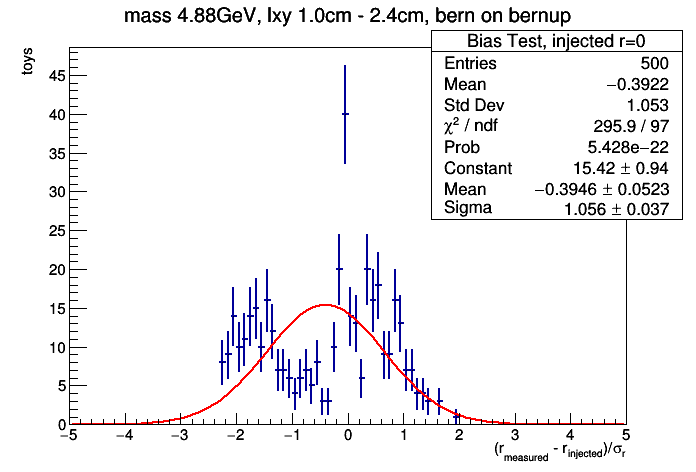 mass 4.88GeV, lxy 1.0cm - 2.4cm, bern on bernup
Bias Test, injected r=0
Entries 500
Mean −0.3922
Std Dev 1.053
χ² / ndf 295.9 / 97
Prob 5.428e−22
Constant 15.42 ± 0.94
Mean −0.3946 ± 0.0523
Sigma 1.056 ± 0.037
toys
45
40
35
30
25
20
15
10
5
0
−5 −4 −3 −2 −1 0 1 2 3 4 5
(r_measured - r_injected)/σ_r